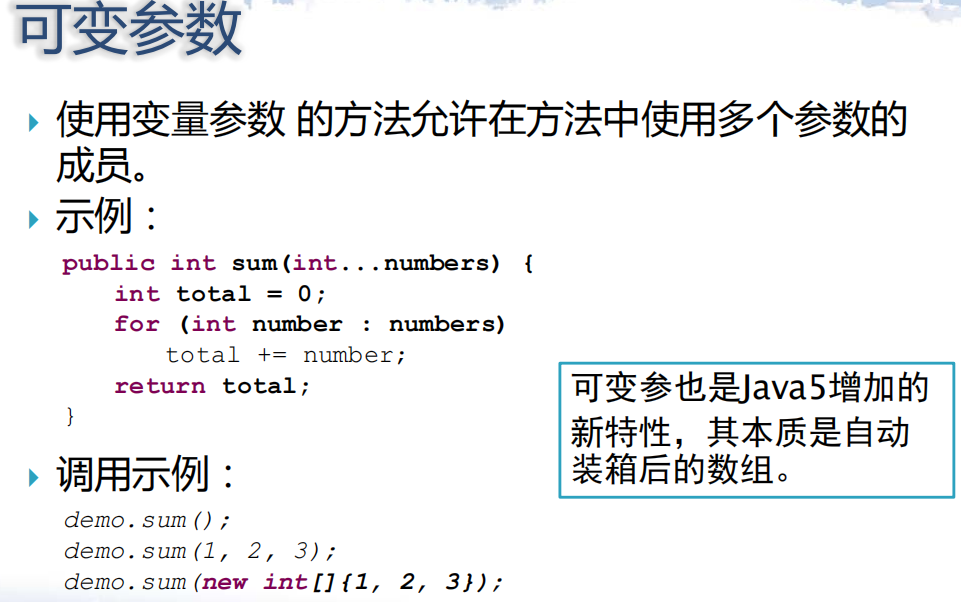 可变参数
使用变量参数 的方法允许在方法中使用多个参数的
成员。
示例：
public int sum(int...numbers) {
int total = 0;
for (int number : numbers)
total += number;
return total;
}
可变参也是Java5增加的
新特性，其本质是自动
装箱后的数组。
调用示例：
demo.sum();
demo.sum(1, 2, 3);
demo.sum(new int[]{1, 2, 3});